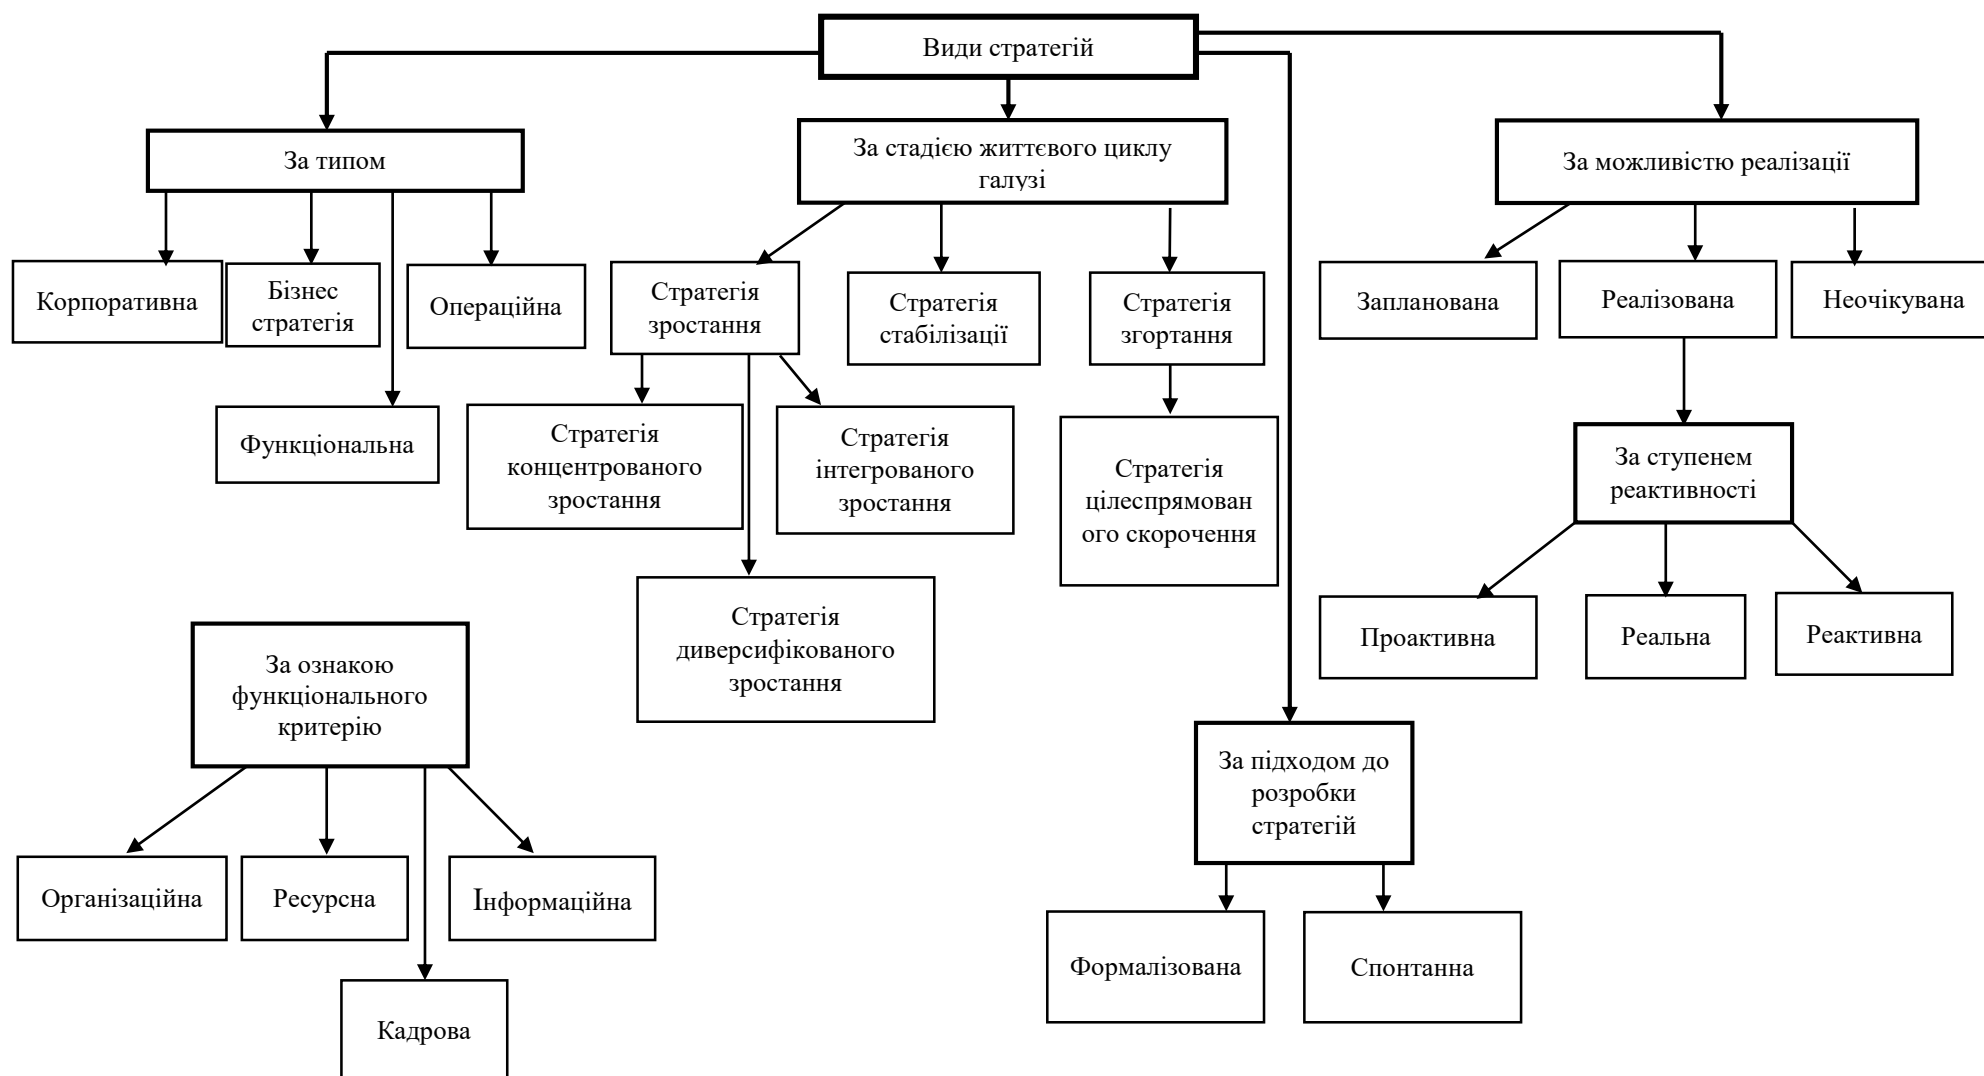 Види стратегій
За типом
За стадією життєвого циклу
галузі
За можливістю реалізації
Корпоративна
Бізнес
стратегія
Операційна
Функціональна
Стратегія
зростання
Стратегія
стабілізації
Стратегія
згортання
Запланована
Реалізована
Неочікувана
Стратегія
концентрованого
зростання
Стратегія
інтегрованого
зростання
Стратегія
цілеспрямован
ого скорочення
За ступенем
реактивності
Стратегія
диверсифікованого
зростання
Проактивна
Реальна
Реактивна
За ознакою
функціонального
критерію
За підходом до
розробки
стратегій
Організаційна
Ресурсна
Інформаційна
Кадрова
Формалізована
Спонтанна